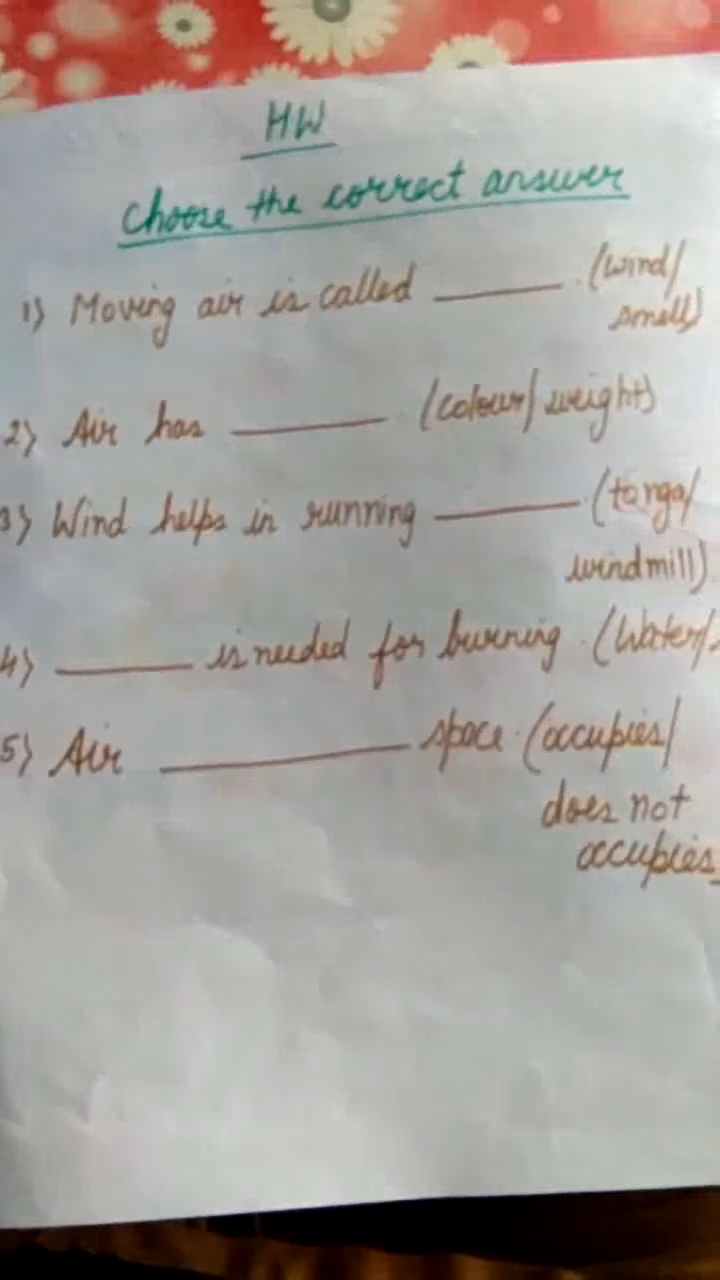 HW
Choose the correct answer
1) Moving air is called ______ (wind/
smell)
2) Air has ______ (colour/weight)
3) Wind helps in running ______ (tonga/
windmill)
4) ______ is needed for burning. (Water/
5) Air ______ space. (occupies/
does not
occupies